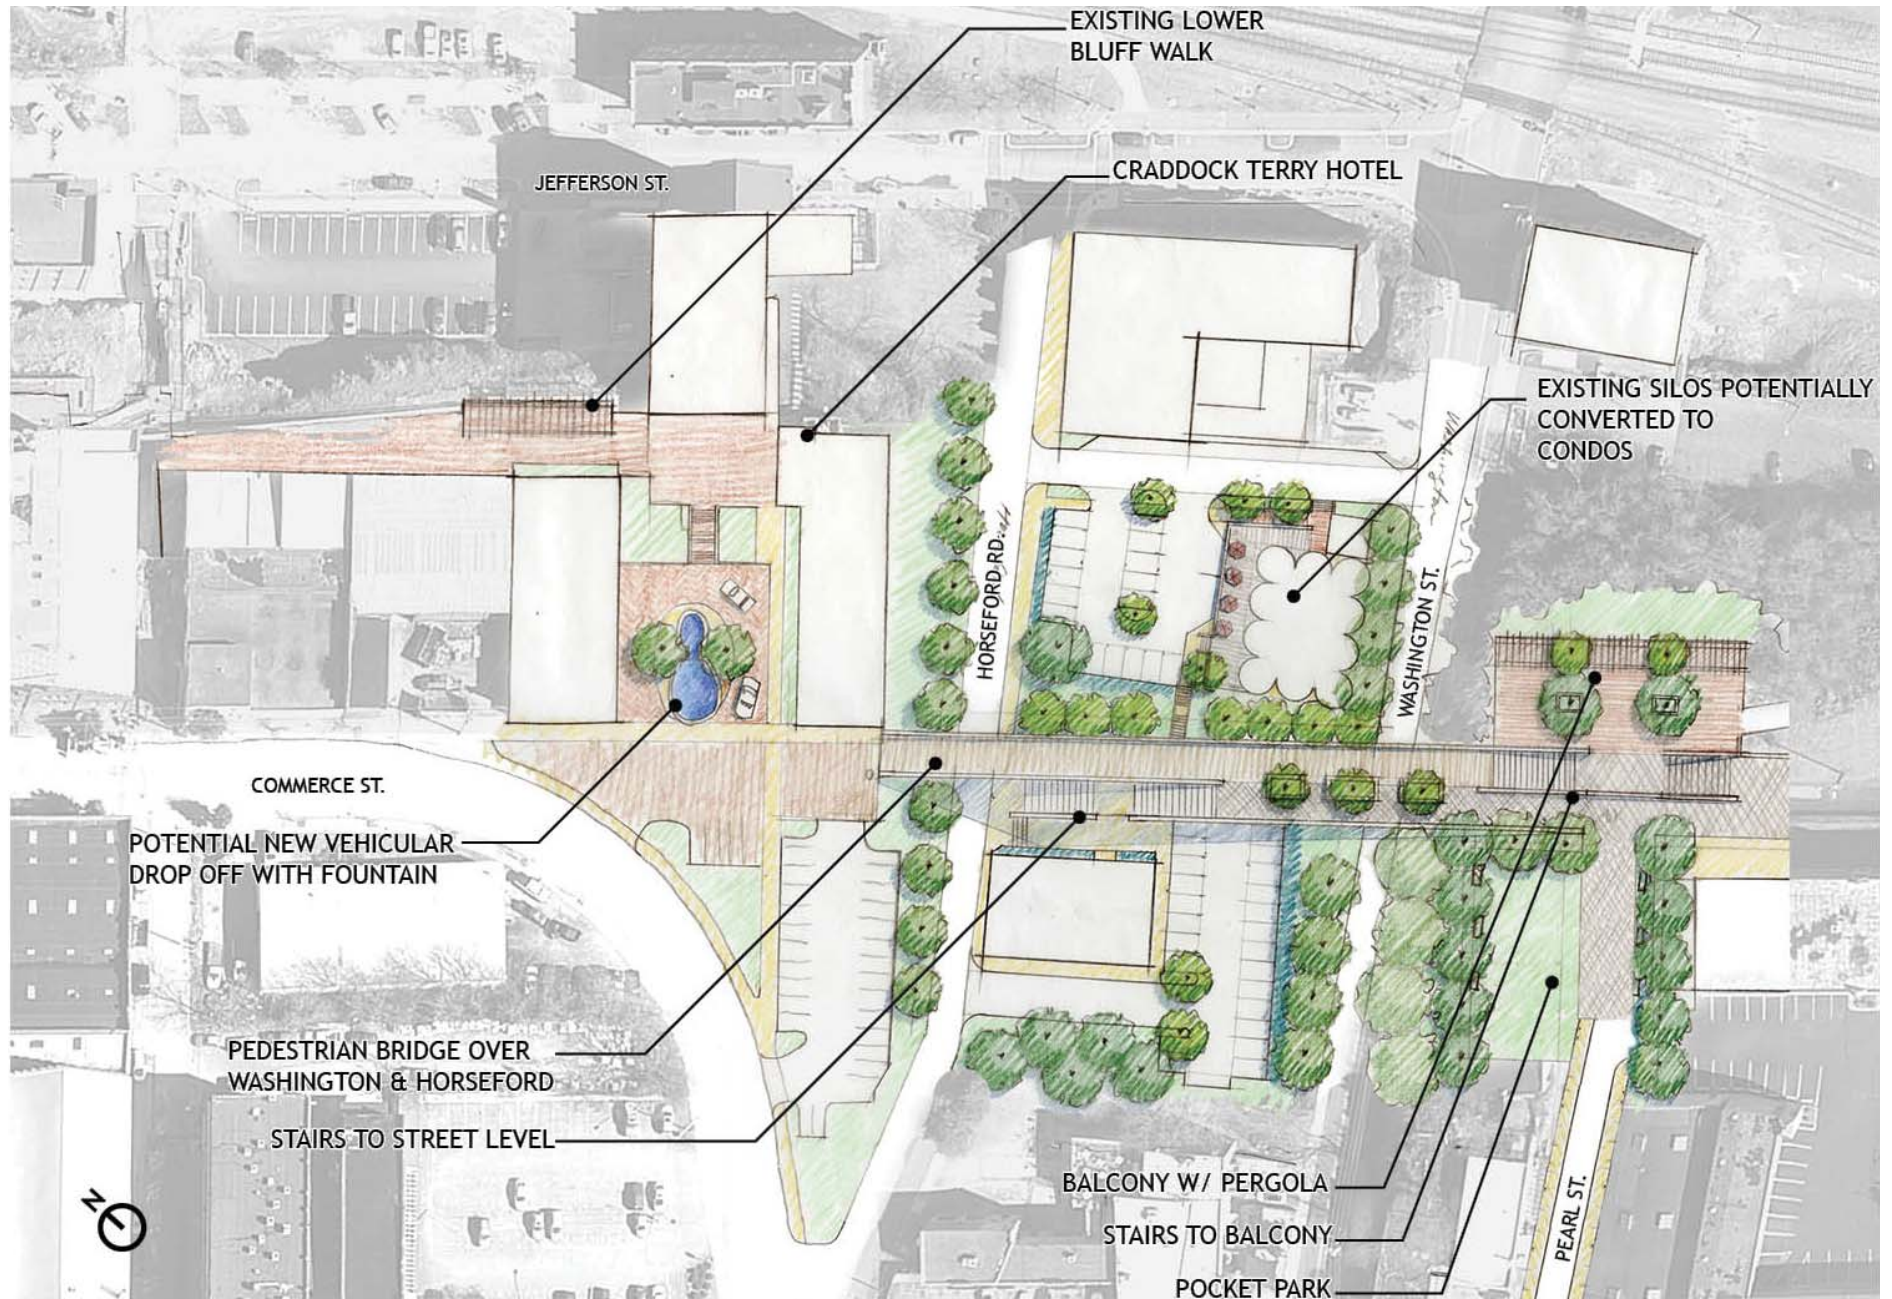 EXISTING LOWER
BLUFF WALK
CRADDOCK TERRY HOTEL
JEFFERSON ST.
EXISTING SILOS POTENTIALLY
CONVERTED TO
CONDOS
HORSEFORD RD.
WASHINGTON ST.
COMMERCE ST.
POTENTIAL NEW VEHICULAR
DROP OFF WITH FOUNTAIN
PEDESTRIAN BRIDGE OVER
WASHINGTON & HORSEFORD
STAIRS TO STREET LEVEL
BALCONY W/ PERGOLA
STAIRS TO BALCONY
POCKET PARK
PEARL ST.
N